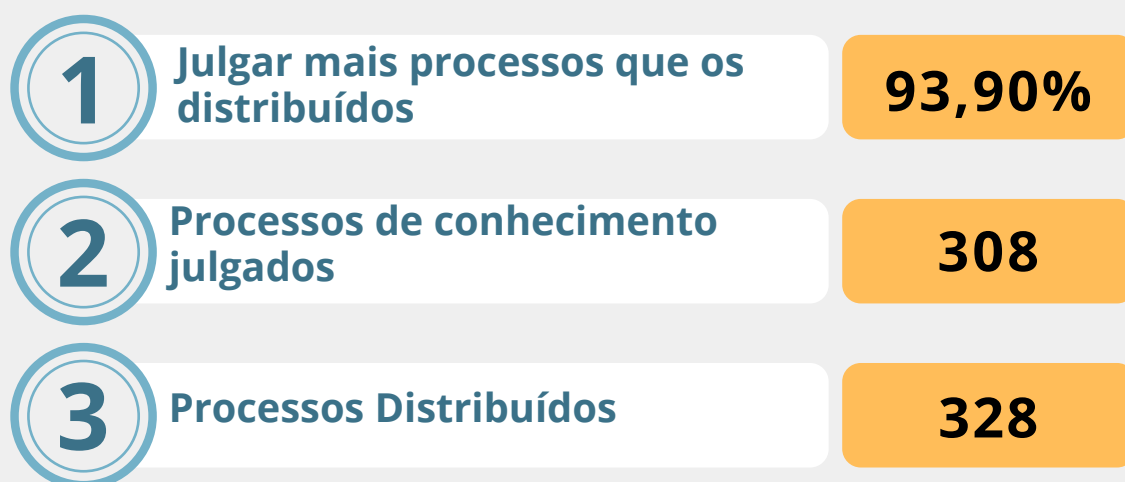 1
Julgar mais processos que os
distribuídos
93,90%
2
Processos de conhecimento
julgados
308
3
Processos Distribuídos
328